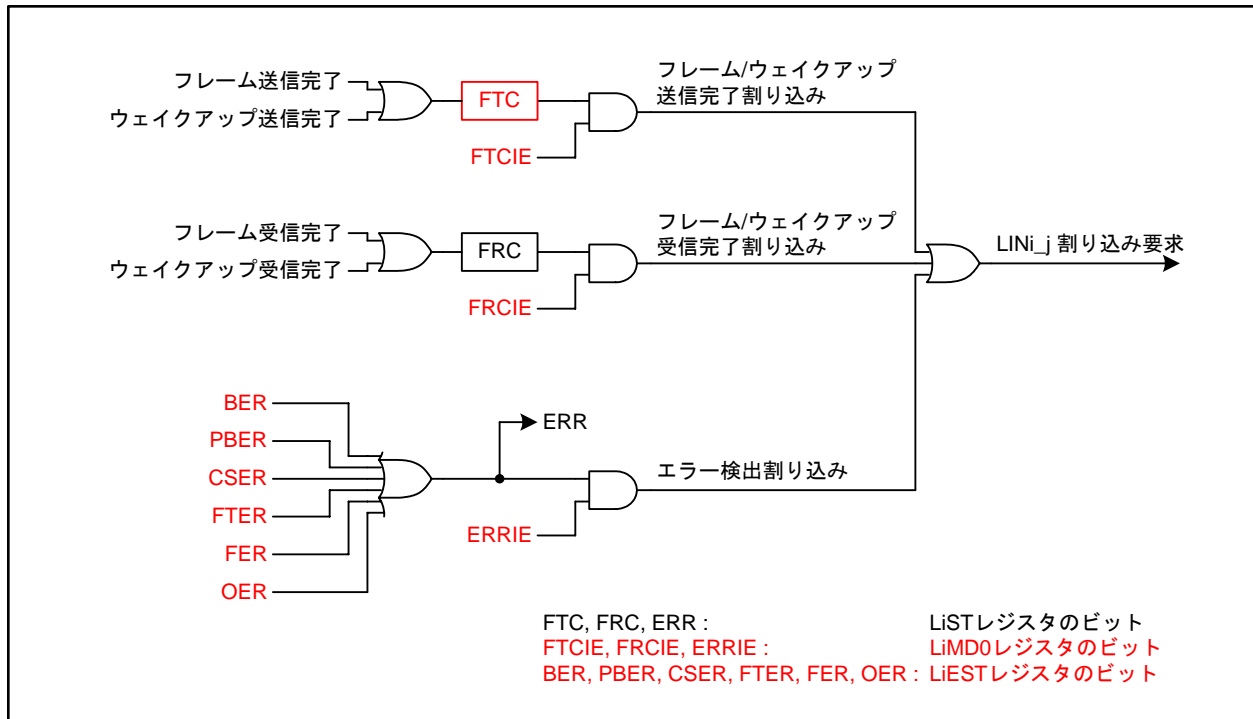 フレーム送信完了
ウェイクアップ送信完了
FTC
FTCIE
フレーム/ウェイクアップ
送信完了割り込み
フレーム受信完了
ウェイクアップ受信完了
FRC
FRCIE
フレーム/ウェイクアップ
受信完了割り込み
LINi_j 割り込み要求
BER
PBER
CSER
FTER
FER
OER
ERR
ERRIE
エラー検出割り込み
FTC, FRC, ERR : LiSTレジスタのビット
FTCIE, FRCIE, ERRIE : LiMD0レジスタのビット
BER, PBER, CSER, FTER, FER, OER : LiESTレジスタのビット